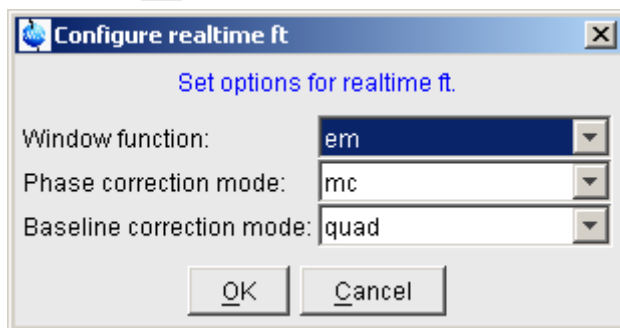 Configure realtime ft
Set options for realtime ft.
Window function: em
Phase correction mode: mc
Baseline correction mode: quad
OK Cancel